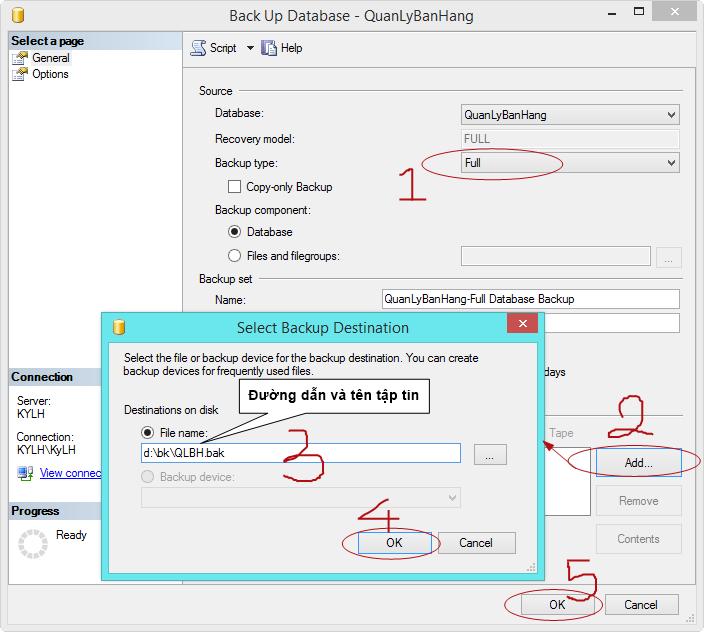 Back Up Database - QuanLyBanHang
Select a page
General
Options
Script
Help
Source
Database:
QuanLyBanHang
Recovery model:
FULL
Backup type:
Full
1
Copy-only Backup
Backup component:
Database
Files and filegroups:
...
Backup set
Name:
QuanLyBanHang-Full Database Backup
days
Tape
2
Add...
Remove
Contents
Connection
Server:
KYLH
Connection:
KYLH\KyLH
View connec
Progress
Ready
Select Backup Destination
Select the file or backup device for the backup destination. You can create
backup devices for frequently used files.
Đường dẫn và tên tập tin
Destinations on disk
File name:
3
d:\bk\QLBH.bak
...
Backup device:
4
OK
Cancel
5
OK
Cancel